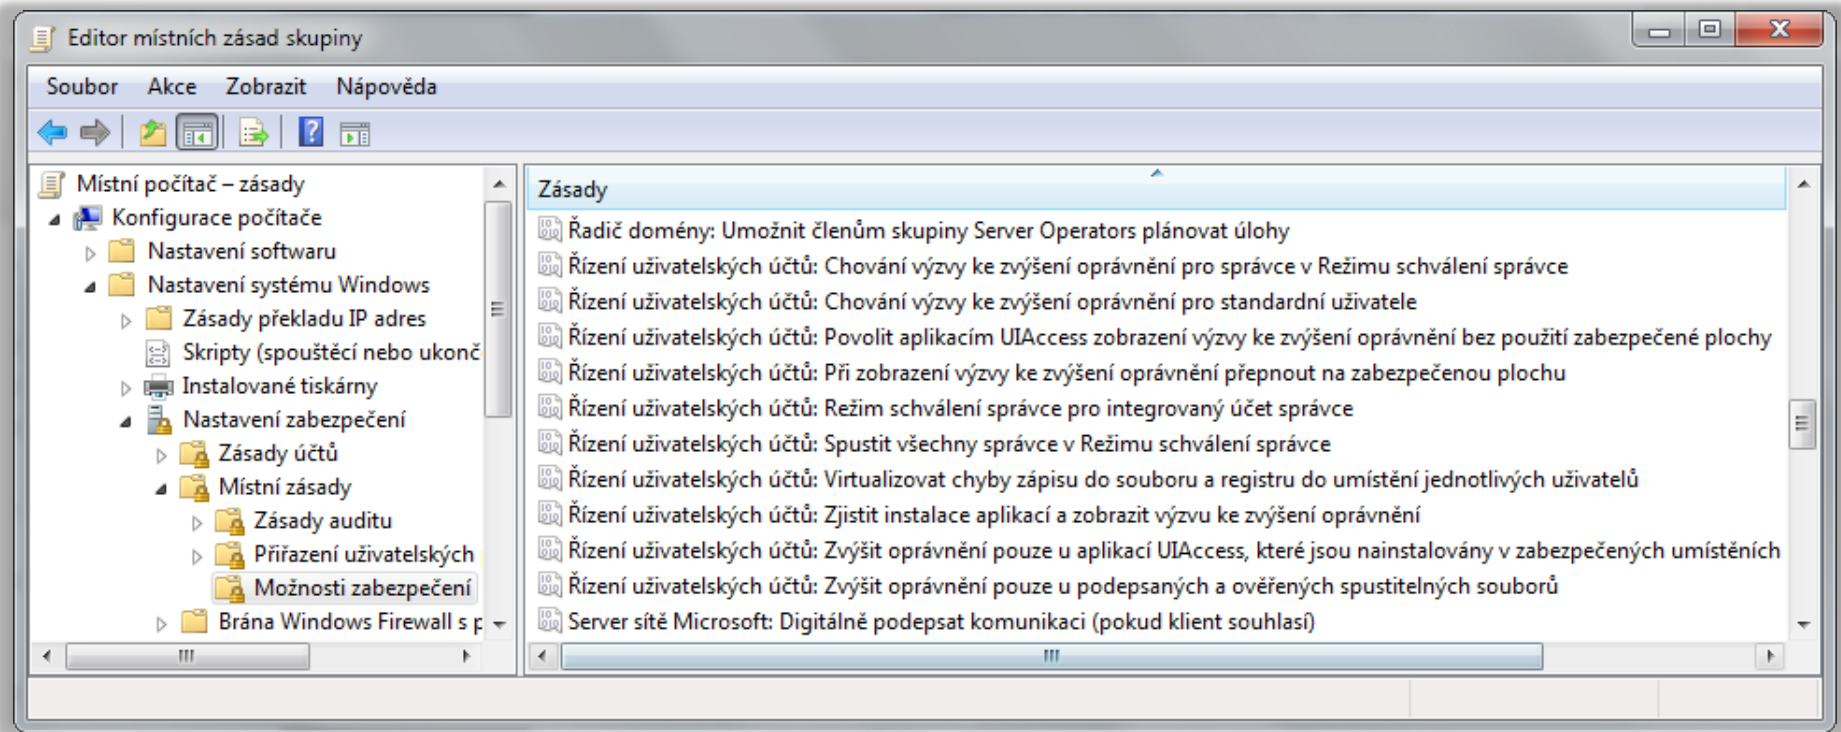 Editor místních zásad skupiny
Soubor Akce Zobrazit Nápověda
Místní počítač – zásady
Konfigurace počítače
Nastavení softwaru
Nastavení systému Windows
Zásady překladu IP adres
Skripty (spouštěcí nebo ukonč
Instalované tiskárny
Nastavení zabezpečení
Zásady účtů
Místní zásady
Zásady auditu
Přiřazení uživatelských
Možnosti zabezpečení
Brána Windows Firewall s p
Zásady
Řadič domény: Umožnit členům skupiny Server Operators plánovat úlohy
Řízení uživatelských účtů: Chování výzvy ke zvýšení oprávnění pro správce v Režimu schválení správce
Řízení uživatelských účtů: Chování výzvy ke zvýšení oprávnění pro standardní uživatele
Řízení uživatelských účtů: Povolit aplikacím UIAccess zobrazení výzvy ke zvýšení oprávnění bez použití zabezpečené plochy
Řízení uživatelských účtů: Při zobrazení výzvy ke zvýšení oprávnění přepnout na zabezpečenou plochu
Řízení uživatelských účtů: Režim schválení správce pro integrovaný účet správce
Řízení uživatelských účtů: Spustit všechny správce v Režimu schválení správce
Řízení uživatelských účtů: Virtualizovat chyby zápisu do souboru a registru do umístění jednotlivých uživatelů
Řízení uživatelských účtů: Zjistit instalace aplikací a zobrazit výzvu ke zvýšení oprávnění
Řízení uživatelských účtů: Zvýšit oprávnění pouze u aplikací UIAccess, které jsou nainstalovány v zabezpečených umístěních
Řízení uživatelských účtů: Zvýšit oprávnění pouze u podepsaných a ověřených spustitelných souborů
Server sítě Microsoft: Digitálně podepsat komunikaci (pokud klient souhlasí)